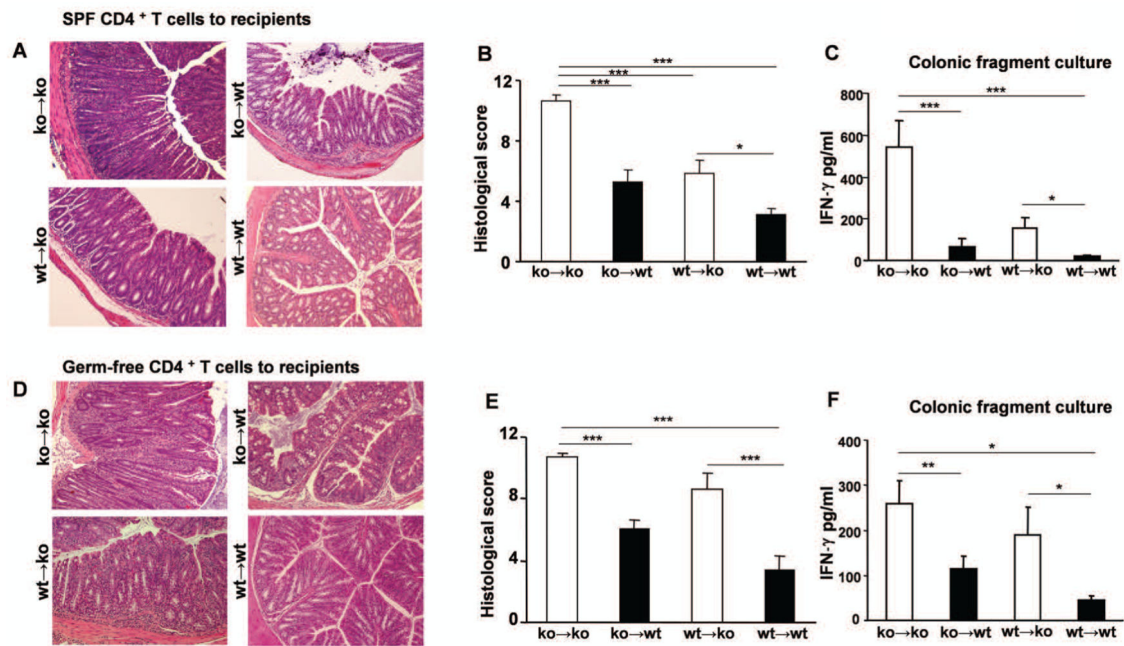 SPF CD4 + T cells to recipients
A
ko→ko
ko→wt
wt→ko
wt→wt
B
Histological score
12
8
4
0
***
***
***
*
ko→ko ko→wt wt→ko wt→wt
C
Colonic fragment culture
IFN-γ pg/ml
800
600
400
200
0
***
***
*
ko→ko ko→wt wt→ko wt→wt
Germ-free CD4 + T cells to recipients
D
ko→ko
ko→wt
wt→ko
wt→wt
E
Histological score
12
8
4
0
***
***
***
ko→ko ko→wt wt→ko wt→wt
F
Colonic fragment culture
IFN-γ pg/ml
400
300
200
100
0
*
**
*
ko→ko ko→wt wt→ko wt→wt